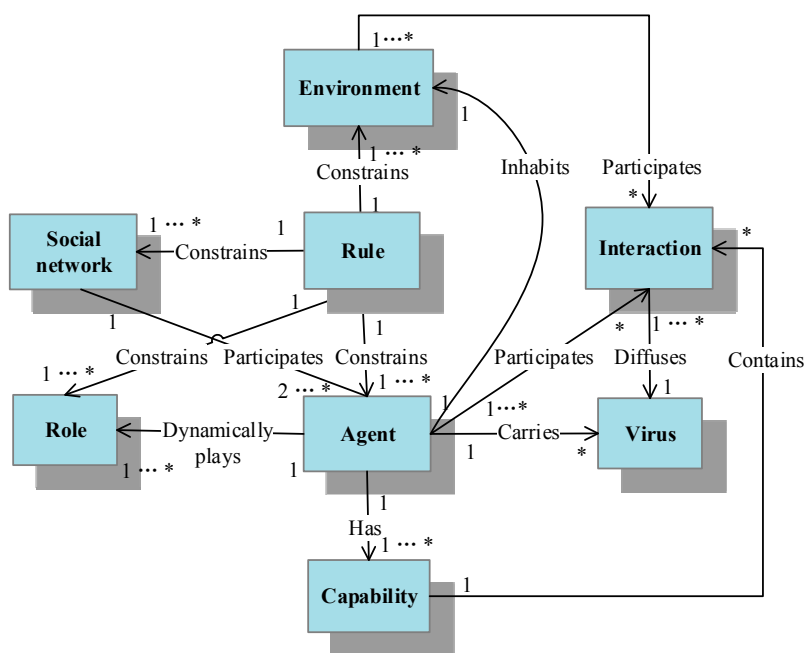 1 ··· *
Environment
1
1 ··· *
Constrains
1
Inhabits
Participates
*
1 ··· *
1
Social
network
Constrains
Rule
Interaction
*
1
1
1
Constrains
Participates
Constrains
Participates
*
1 ··· *
Diffuses
Contains
1 ··· *
2 ··· *
1 ··· *
1
1···*
1
Role
Dynamically
plays
Agent
Carries
Virus
1 ··· *
1
1
*
1
Has
1 ··· *
Capability
1